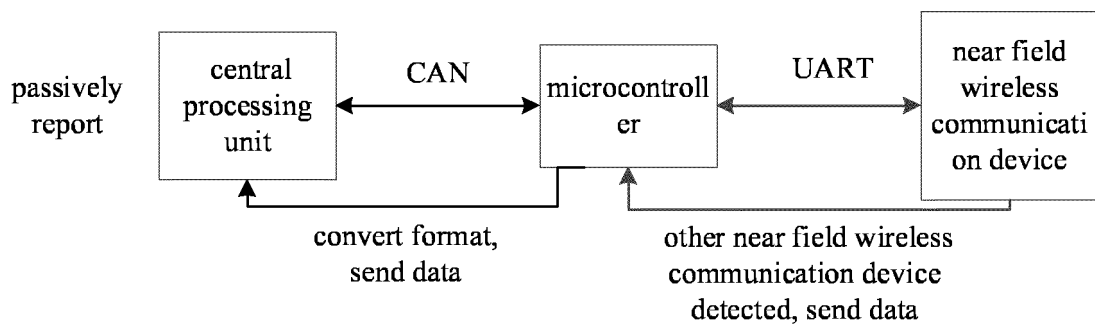 passively
report
central
processing
unit
CAN
microcontroll
er
UART
near field
wireless
communicati
on device
convert format,
send data
other near field wireless
communication device
detected, send data